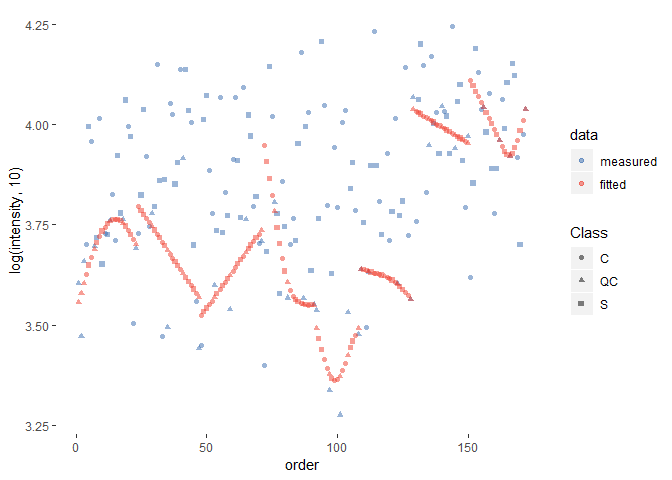 4.25
4.00
3.75
3.50
3.25
log(intensity, 10)
0
50
100
150
order
data
measured
fitted
Class
C
QC
S